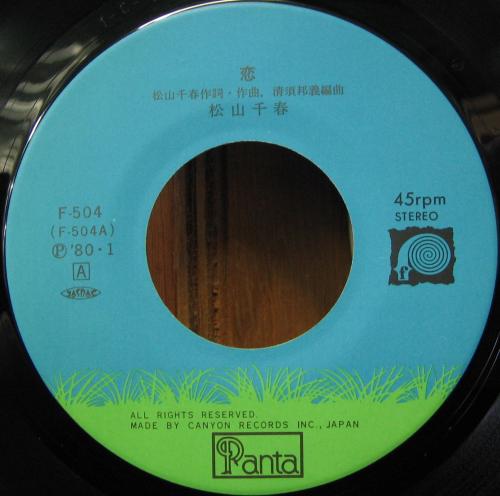 恋
松山千春作詞・作曲, 清須邦義編曲
松山千春
F-504
(F-504A)
Ⓟ'80・1
A
45rpm
STEREO
f
ALL RIGHTS RESERVED.
MADE BY CANYON RECORDS INC., JAPAN
Panta